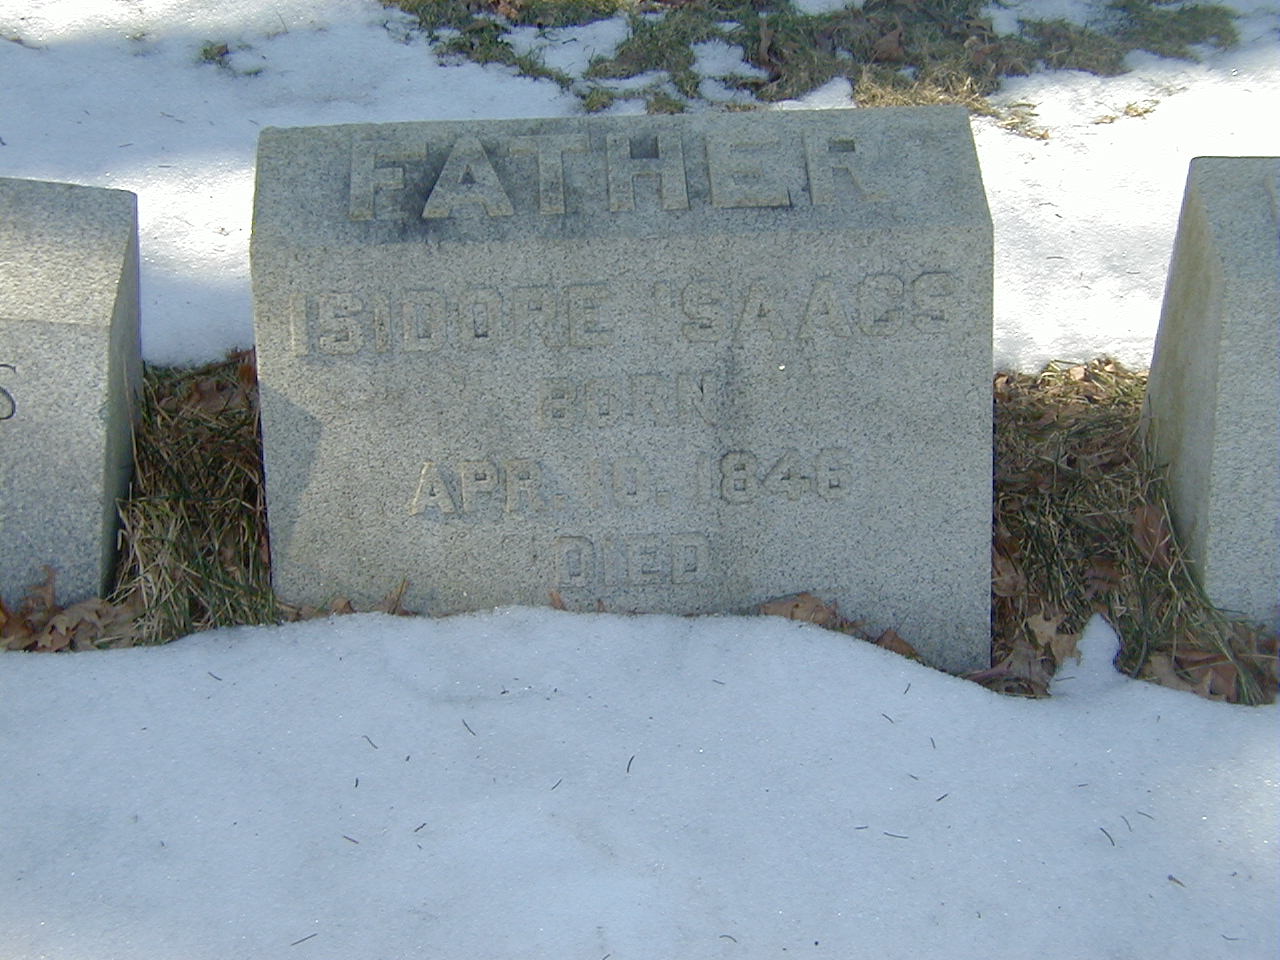 FATHER
ISIDORE ISAACS
BORN
APR. 10. 1846
DIED
S